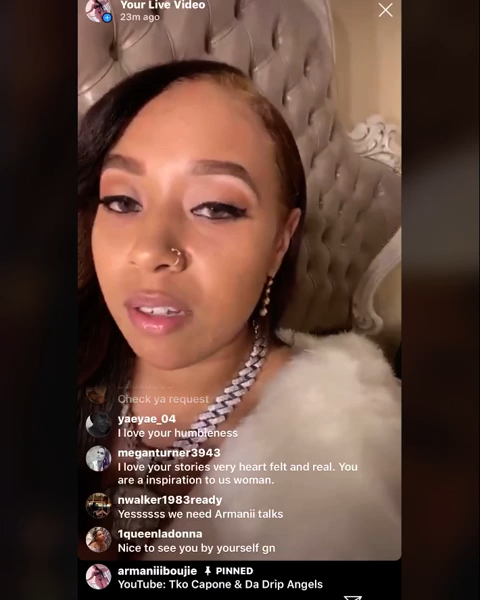 Your Live Video
23m ago
Check ya request
yaeyae_04
I love your humbleness
meganturner3943
I love your stories very heart felt and real. You
are a inspiration to us woman.
nwalker1983ready
Yessssss we need Armanii talks
1queenladonna
Nice to see you by yourself gn
armaniiiboujie PINNED
YouTube: Tko Capone & Da Drip Angels